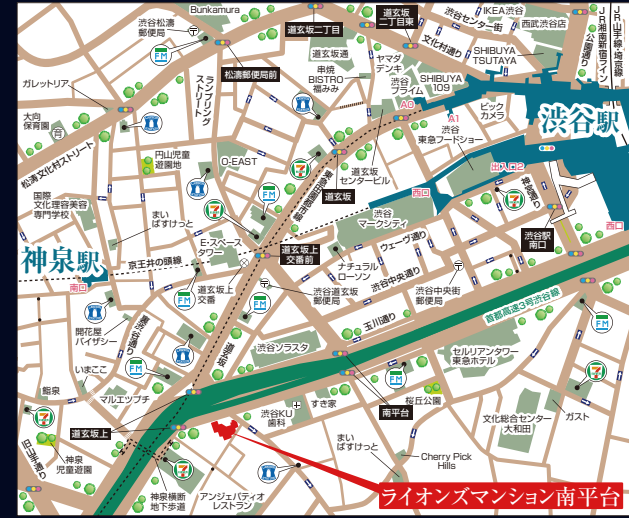 Bunkamura
渋谷松濤
郵便局
FM
松濤郵便局前
ランブリング
ストリート
道玄坂二丁目
道玄坂
二丁目東
渋谷センター街
IKEA渋谷
西武渋谷店
文化村通り
公園通り
JR湘南新宿ライン
JR山手線・埼京線
道玄坂通
串焼
BISTRO
福みみ
ヤマダ
デンキ
渋谷
プライム
SHIBUYA
109
SHIBUYA
TSUTAYA
ガレットリア
大向
保育園
育
松濤文化村ストリート
円山児童
遊園地
O-EAST
A0
A1
ビック
カメラ
渋谷
東急フードショー
渋谷駅
出入口2
道玄坂
センタービル
道玄坂
東急田園都市線
西口
渋谷
マークシティ
国際
文化理容美容
専門学校
まい
ばすけっと
E・スペース
タワー
道玄坂上
交番前
神泉駅
南口
京王井の頭線
道玄坂上
交番
FM
ナチュラル
ローソン
ウェーヴ通り
渋谷中央通り
渋谷道玄坂
郵便局
渋谷中央街
郵便局
渋谷駅
南口
西口
首都高速3号渋谷線
玉川通り
開花屋
バイザシー
裏渋谷通り
いまここ
鮨泉
マルエツプチ
道玄坂
渋谷ソラスタ
セルリアンタワー
東急ホテル
FM
7
桜丘公園
南平台
すき家
渋谷KU
歯科
道玄坂上
旧山手通り
神泉
児童遊園
神泉横断
地下歩道
アンジェパティオ
レストラン
まい
ばすけっと
Cherry Pick
Hills
文化総合センター
大和田
ガスト
ライオンズマンション南平台